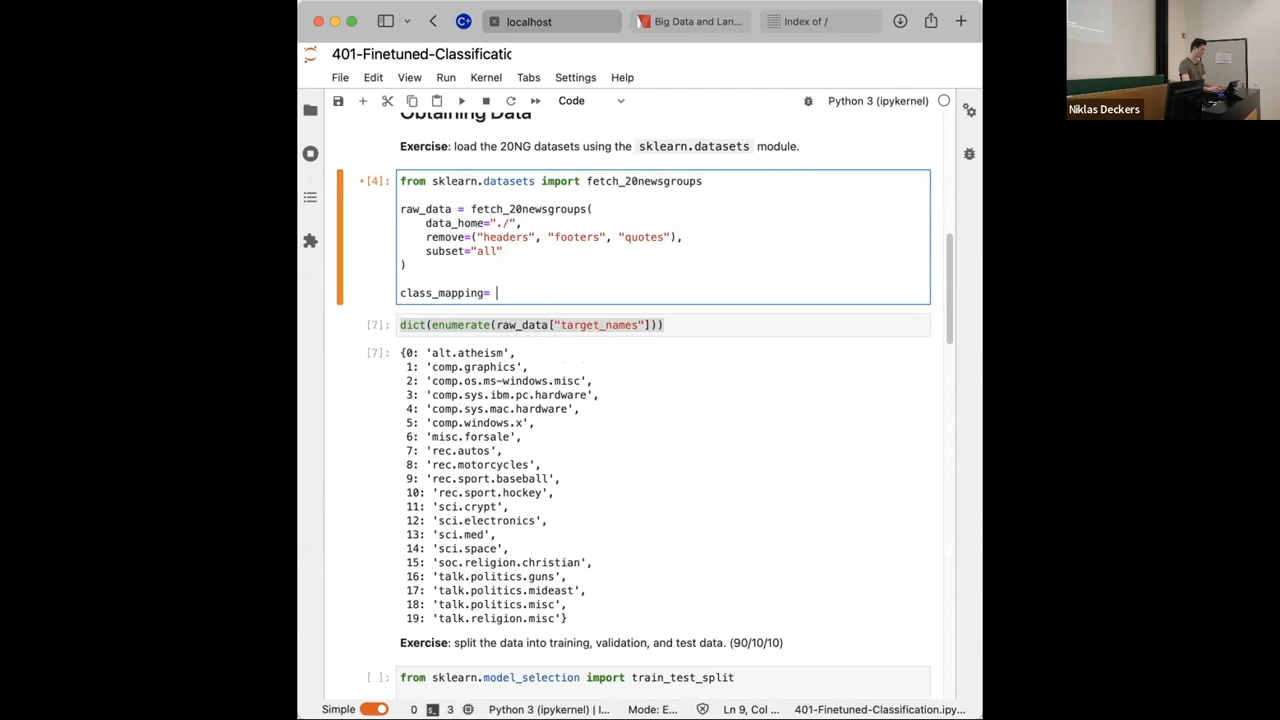 localhost
Big Data and Lan...
Index of /
401-Finetuned-Classificatic
File Edit View Run Kernel Tabs Settings Help
Code
Python 3 (ipykernel)
Obtaining Data
Exercise: load the 20NG datasets using the sklearn.datasets module.
[4]: from sklearn.datasets import fetch_20newsgroups
raw_data = fetch_20newsgroups(
data_home="./",
remove=("headers", "footers", "quotes"),
subset="all"
)
class_mapping=
[7]: dict(enumerate(raw_data["target_names"]))
[7]: {0: 'alt.atheism',
1: 'comp.graphics',
2: 'comp.os.ms-windows.misc',
3: 'comp.sys.ibm.pc.hardware',
4: 'comp.sys.mac.hardware',
5: 'comp.windows.x',
6: 'misc.forsale',
7: 'rec.autos',
8: 'rec.motorcycles',
9: 'rec.sport.baseball',
10: 'rec.sport.hockey',
11: 'sci.crypt',
12: 'sci.electronics',
13: 'sci.med',
14: 'sci.space',
15: 'soc.religion.christian',
16: 'talk.politics.guns',
17: 'talk.politics.mideast',
18: 'talk.politics.misc',
19: 'talk.religion.misc'}
Exercise: split the data into training, validation, and test data. (90/10/10)
[ ]: from sklearn.model_selection import train_test_split
Simple 0 3 Python 3 (ipykernel) | I... Mode: E... Ln 9, Col ... 401-Finetuned-Classification.ipy...
Niklas Deckers